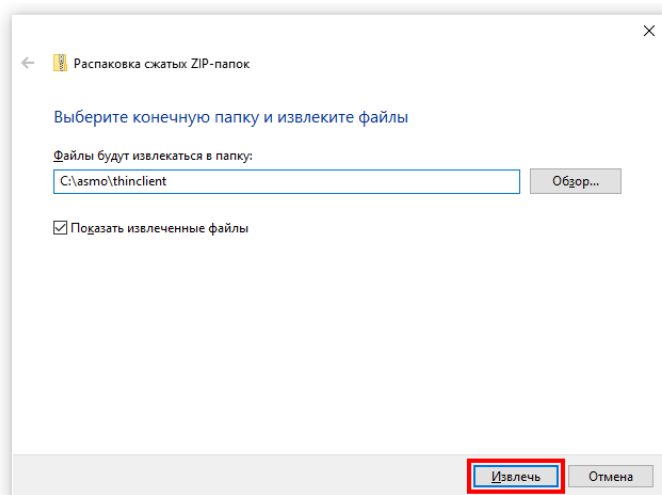 Распаковка сжатых ZIP-папок
Выберите конечную папку и извлеките файлы
Файлы будут извлекаться в папку:
C:\asmo\thinclient
Обзор...
Показать извлеченные файлы
Извлечь
Отмена